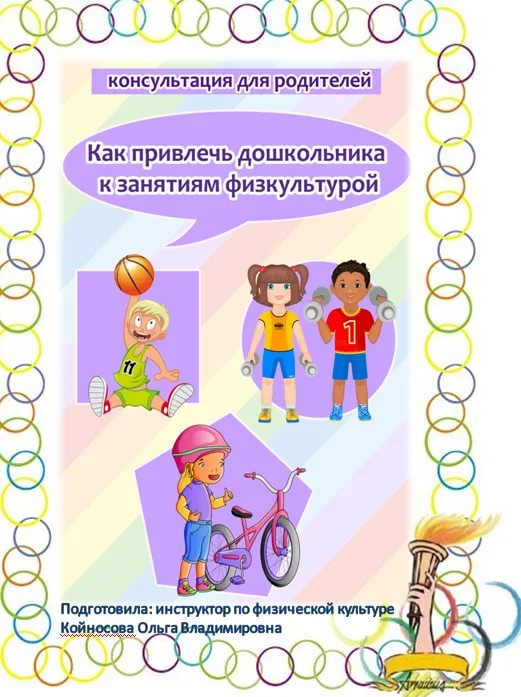 консультация для родителей
Как привлечь дошкольника
к занятиям физкультурой
11
1
Подготовила: инструктор по физической культуре
Койносова Ольга Владимировна